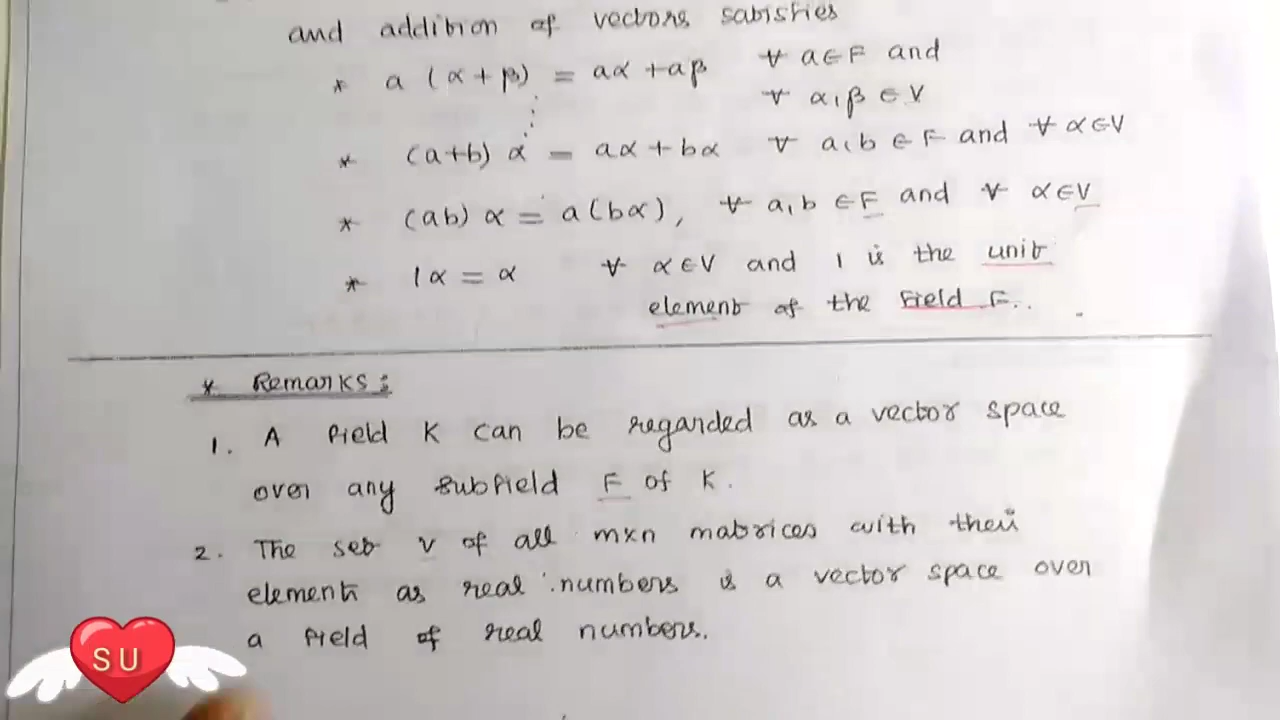 and addition of vectors satisfies
* a (α + β) = aα + aβ ∀ a ∈ F and
∀ α, β ∈ V
* (a+b) α = aα + bα ∀ a, b ∈ F and ∀ α ∈ V
* (ab) α = a(bα), ∀ a, b ∈ F and ∀ α ∈ V
* 1α = α ∀ α ∈ V and 1 is the unit
element of the field F..
* Remarks:
1. A field K can be regarded as a vector space
over any subfield F of K.
2. The set V of all m×n matrices with their
element as real numbers is a vector space over
a field of real numbers.
SU